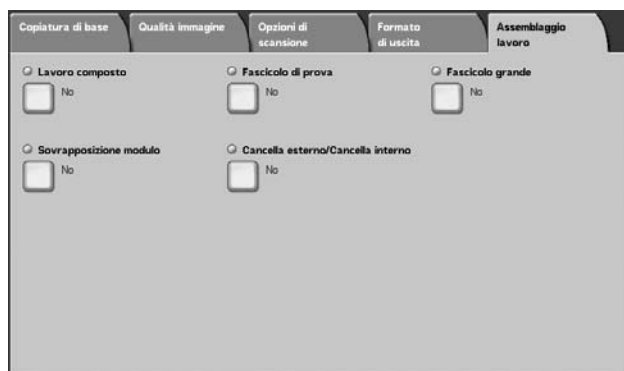 Copiatura di base
Qualità immagine
Opzioni di
scansione
Formato
di uscita
Assemblaggio
lavoro
Lavoro composto
No
Fascicolo di prova
No
Fascicolo grande
No
Sovrapposizione modulo
No
Cancella esterno/Cancella interno
No